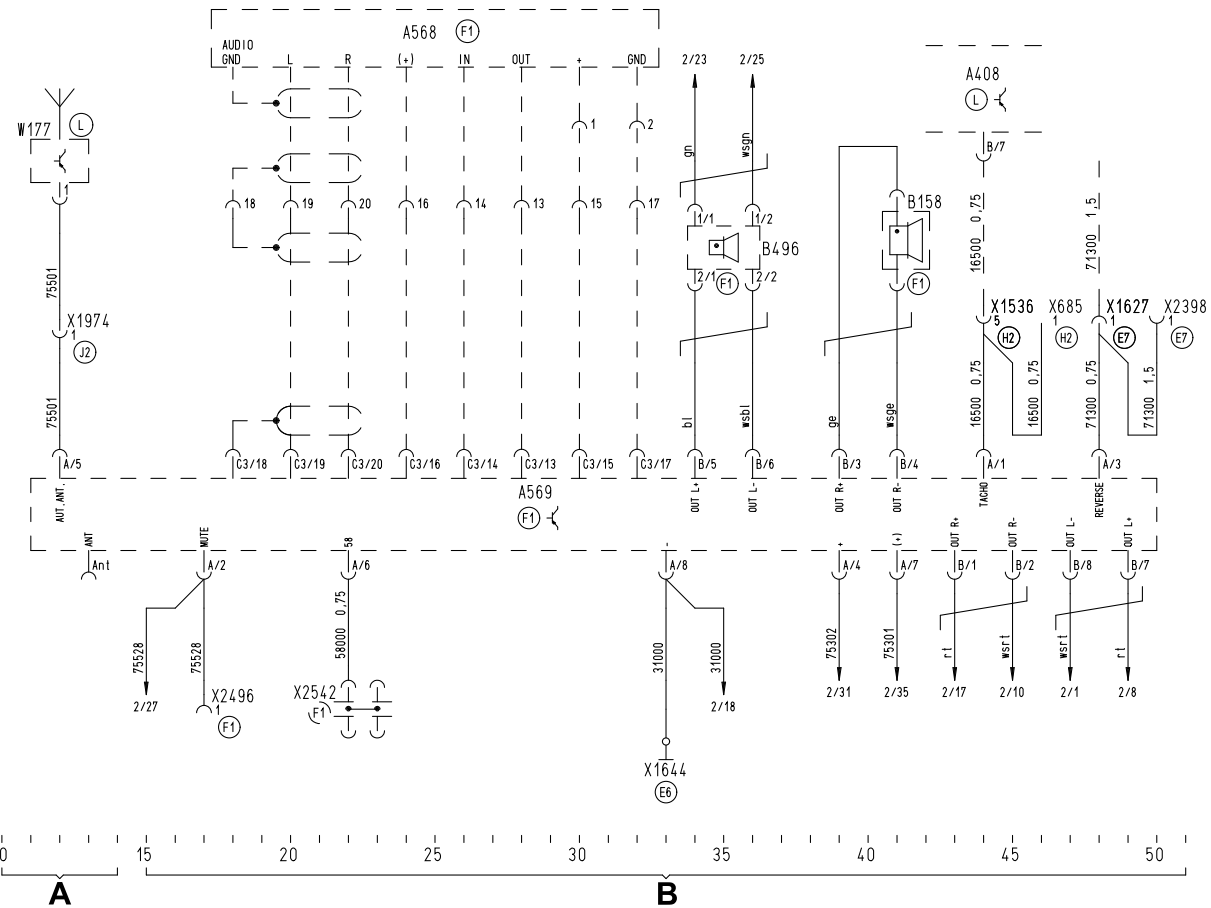 A568 F1
AUDIO
GND L R (+) IN OUT + GND
2/23 2/25
A408
L
W177 L
1
1 2
B/7
gn wsgn
18 19 20 16 14 13 15 17
1/1 1/2
B496
2/1 F1 2/2
B158
F1
16500 0,75
71300 1,5
75501
X1974
1
J2
75501
X1536
5
H2
X685
1
H2
X1627
1
E7
X2398
1
E7
bl wsbl ge wsge
16500 0,75
16500 0,75
71300 0,75
71300 1,5
A/5 C3/18 C3/19 C3/20 C3/16 C3/14 C3/13 C3/15 C3/17 B/5 B/6 B/3 B/4 A/1 A/3
AUT.ANT.
A569
F1
OUT L+ OUT L- OUT R+ OUT R- TACHO REVERSE
ANT MUTE 58 - + (+) OUT R+ OUT R- OUT L- OUT L+
Ant A/2 A/6 A/8 A/4 A/7 B/1 B/2 B/8 B/7
75528 75528 58000 0,75 31000 31000 75302 75301 rt wsrt wsrt rt
2/27
X2496
1
F1
X2542
F1
2/18
2/31 2/35 2/17 2/10 2/1 2/8
X1644
E6
0 15 20 25 30 35 40 45 50
A B